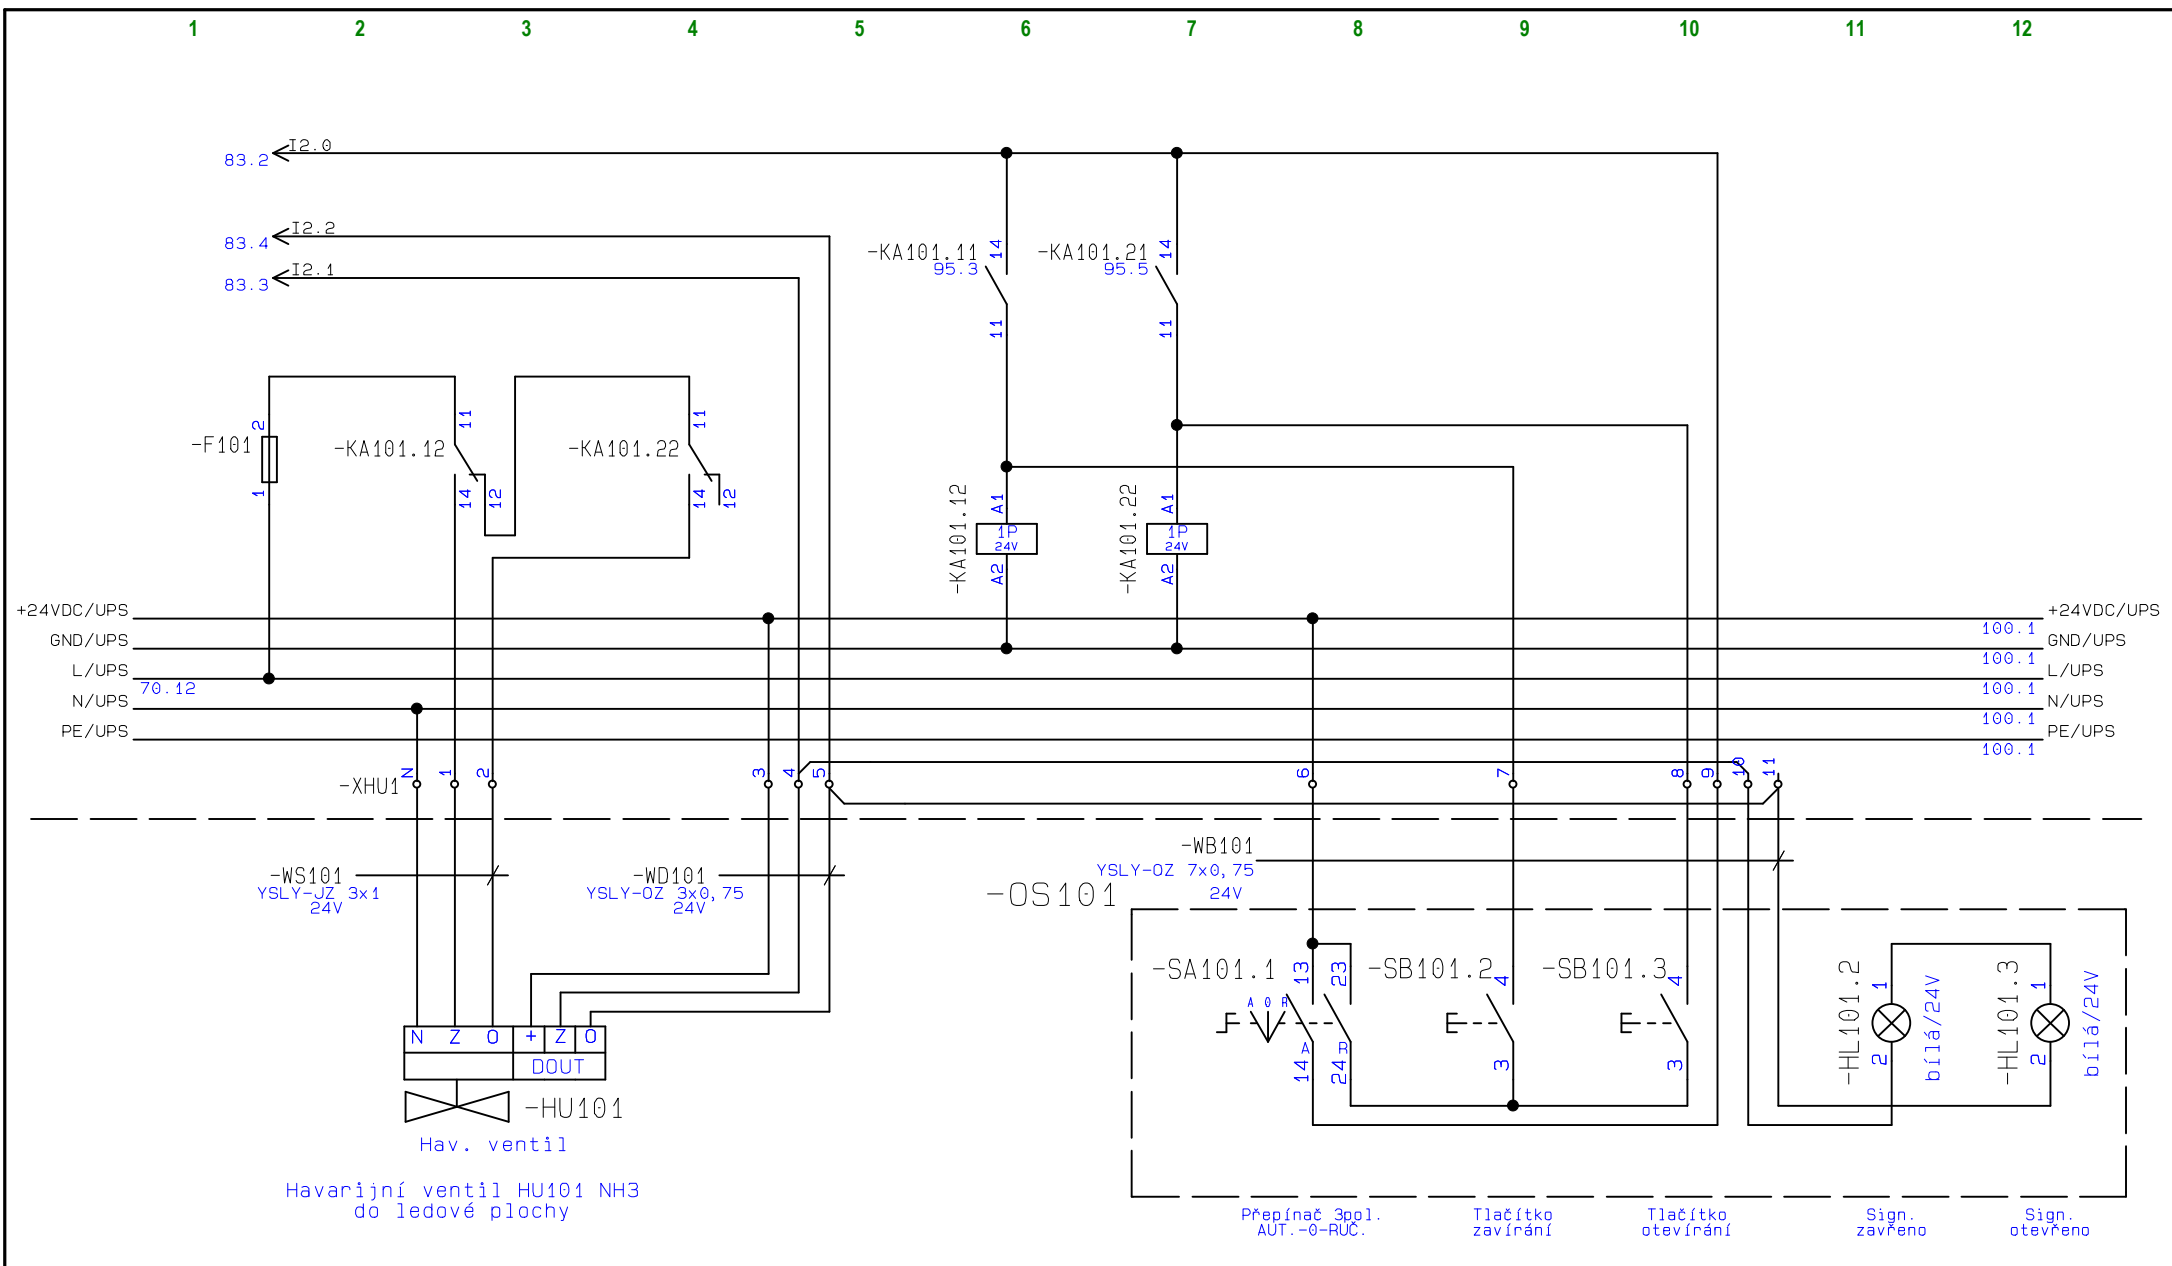 1 2 3 4 5 6 7 8 9 10 11 12
I2.0
83.2
I2.2
83.4
I2.1
83.3
-KA101.11
95.3
14
11
-KA101.21
95.5
14
11
-F101
2
1
-KA101.12
11
14
12
-KA101.22
11
14
12
-KA101.12
A1
1P
24V
A2
-KA101.22
A1
1P
24V
A2
+24VDC/UPS
+24VDC/UPS
100.1
GND/UPS
GND/UPS
100.1
L/UPS
70.12
L/UPS
100.1
N/UPS
N/UPS
100.1
PE/UPS
PE/UPS
100.1
-XHU1
N 1 2 3 4 5 6 7 8 9 10 11
-WS101
YSLY-JZ 3x1
24V
-WD101
YSLY-OZ 3x0,75
24V
-WB101
YSLY-OZ 7x0,75
24V
-OS101
-SA101.1
13
23
A 0 R
A
R
14
24
-SB101.2
4
3
-SB101.3
4
3
-HL101.2
1
2
bílá/24V
-HL101.3
1
2
bílá/24V
N Z O + Z O
DOUT
-HU101
Hav. ventil
Havarijní ventil HU101 NH3
do ledové plochy
Přepínač 3pol.
AUT.-0-RUČ.
Tlačítko
zavírání
Tlačítko
otevírání
Sign.
zavřeno
Sign.
otevřeno